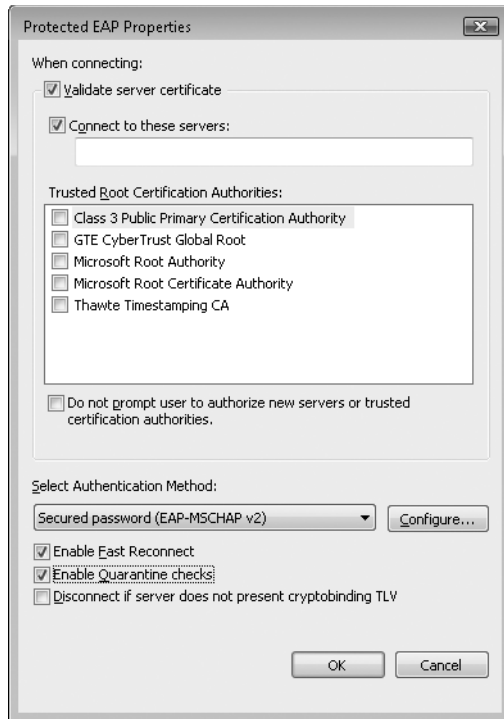 Protected EAP Properties
When connecting:
Validate server certificate
Connect to these servers:
Trusted Root Certification Authorities:
Class 3 Public Primary Certification Authority
GTE CyberTrust Global Root
Microsoft Root Authority
Microsoft Root Certificate Authority
Thawte Timestamping CA
Do not prompt user to authorize new servers or trusted
certification authorities.
Select Authentication Method:
Secured password (EAP-MSCHAP v2) Configure...
Enable Fast Reconnect
Enable Quarantine checks
Disconnect if server does not present cryptobinding TLV
OK Cancel